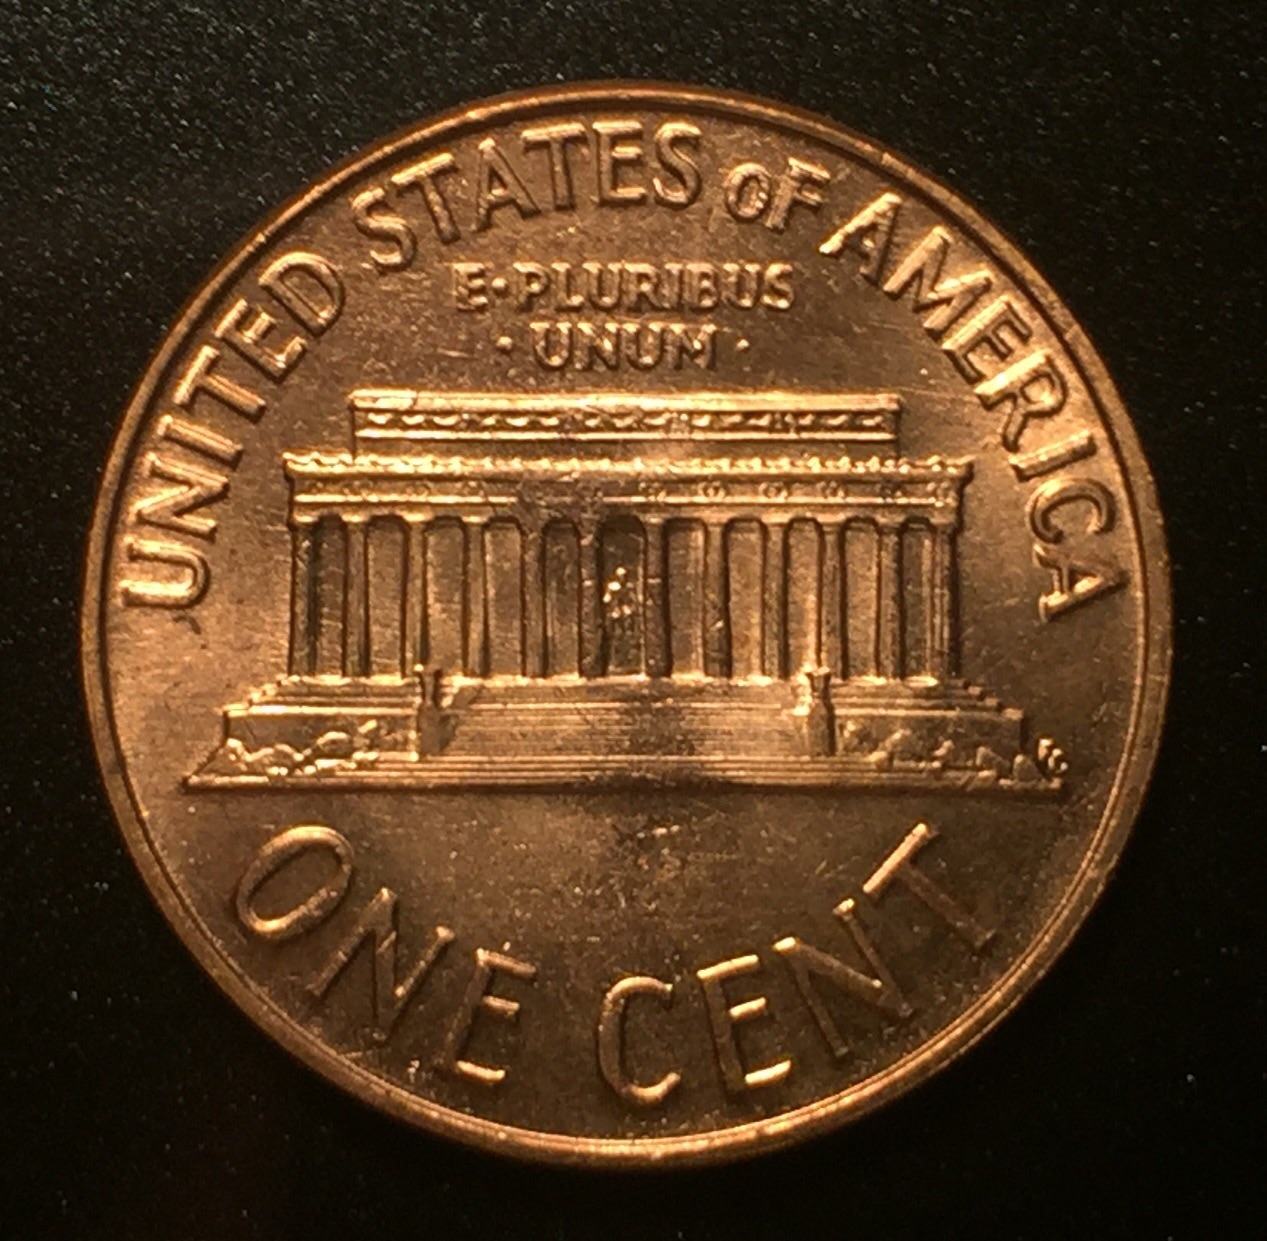 UNITED STATES OF AMERICA
E·PLURIBUS
·UNUM·
ONE CENT